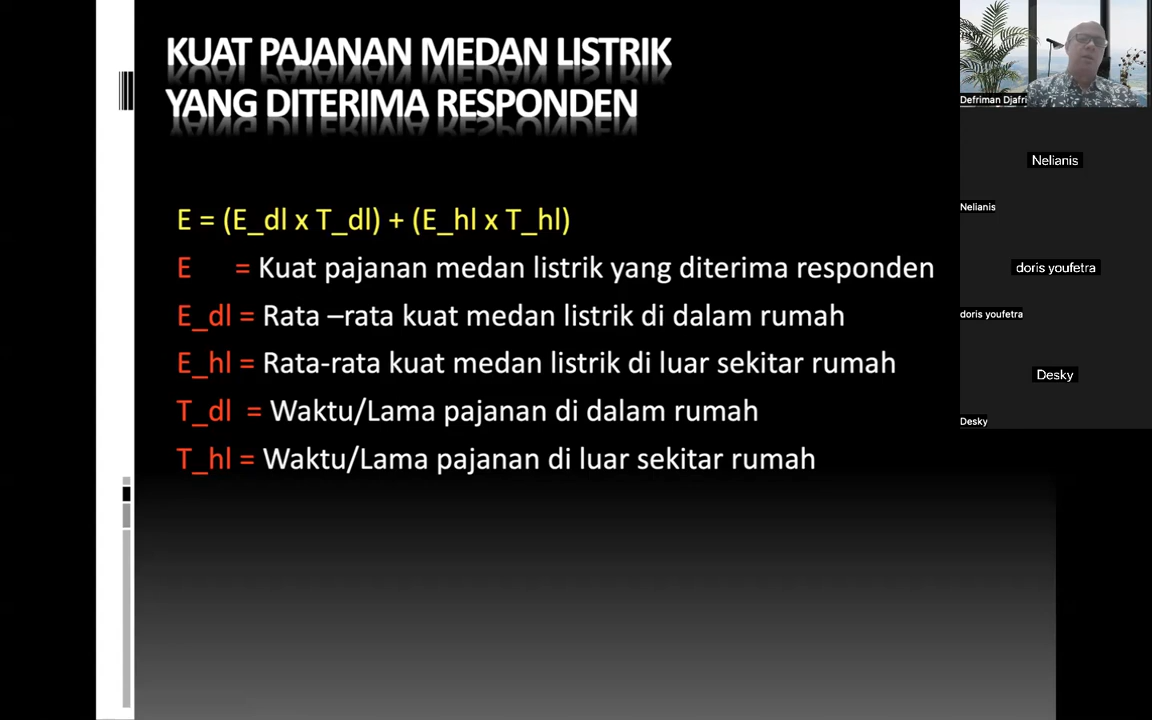 KUAT PAJANAN MEDAN LISTRIK
YANG DITERIMA RESPONDEN
E = (E_dl x T_dl) + (E_hl x T_hl)
E = Kuat pajanan medan listrik yang diterima responden
E_dl = Rata –rata kuat medan listrik di dalam rumah
E_hl = Rata-rata kuat medan listrik di luar sekitar rumah
T_dl = Waktu/Lama pajanan di dalam rumah
T_hl = Waktu/Lama pajanan di luar sekitar rumah
Defriman Djafri
Nelianis
Nelianis
doris youfetra
doris youfetra
Desky
Desky